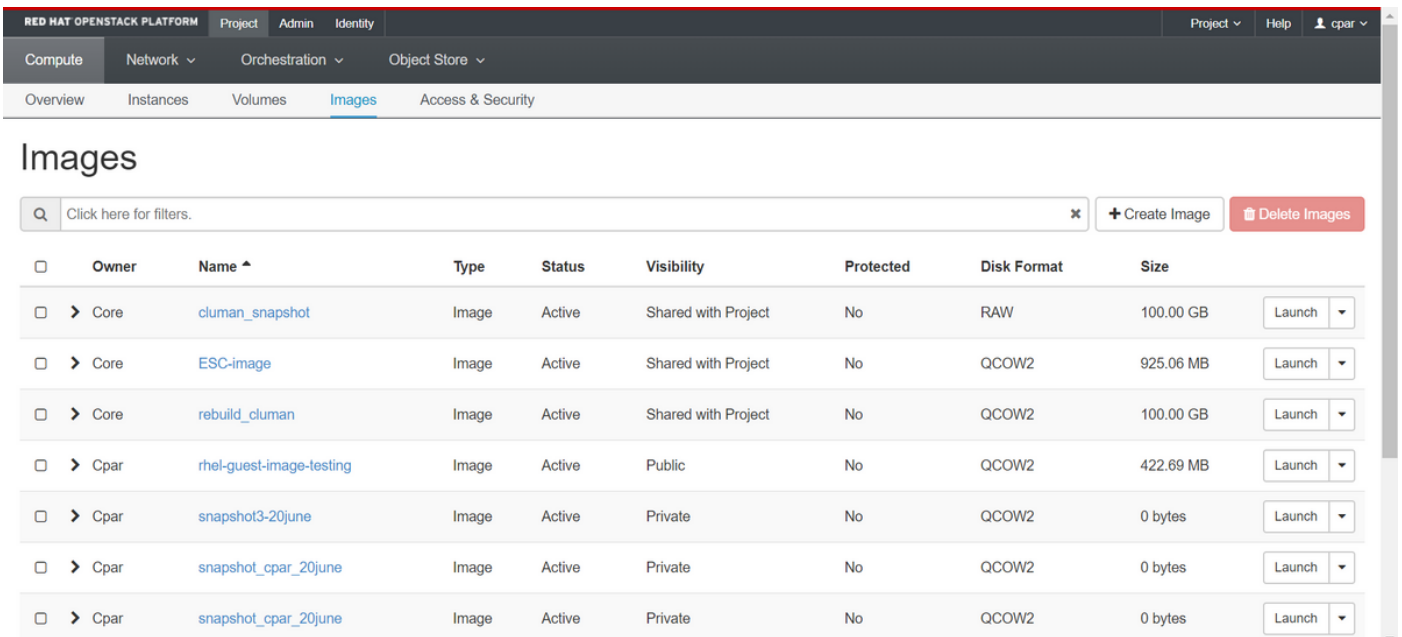 RED HAT OPENSTACK PLATFORM Project Admin Identity Project Help cpar
Compute Network Orchestration Object Store
Overview Instances Volumes Images Access & Security
Images
Click here for filters. + Create Image Delete Images
Owner Name Type Status Visibility Protected Disk Format Size
Core cluman_snapshot Image Active Shared with Project No RAW 100.00 GB Launch
Core ESC-image Image Active Shared with Project No QCOW2 925.06 MB Launch
Core rebuild_cluman Image Active Shared with Project No QCOW2 100.00 GB Launch
Cpar rhel-guest-image-testing Image Active Public No QCOW2 422.69 MB Launch
Cpar snapshot3-20june Image Active Private No QCOW2 0 bytes Launch
Cpar snapshot_cpar_20june Image Active Private No QCOW2 0 bytes Launch
Cpar snapshot_cpar_20june Image Active Private No QCOW2 0 bytes Launch